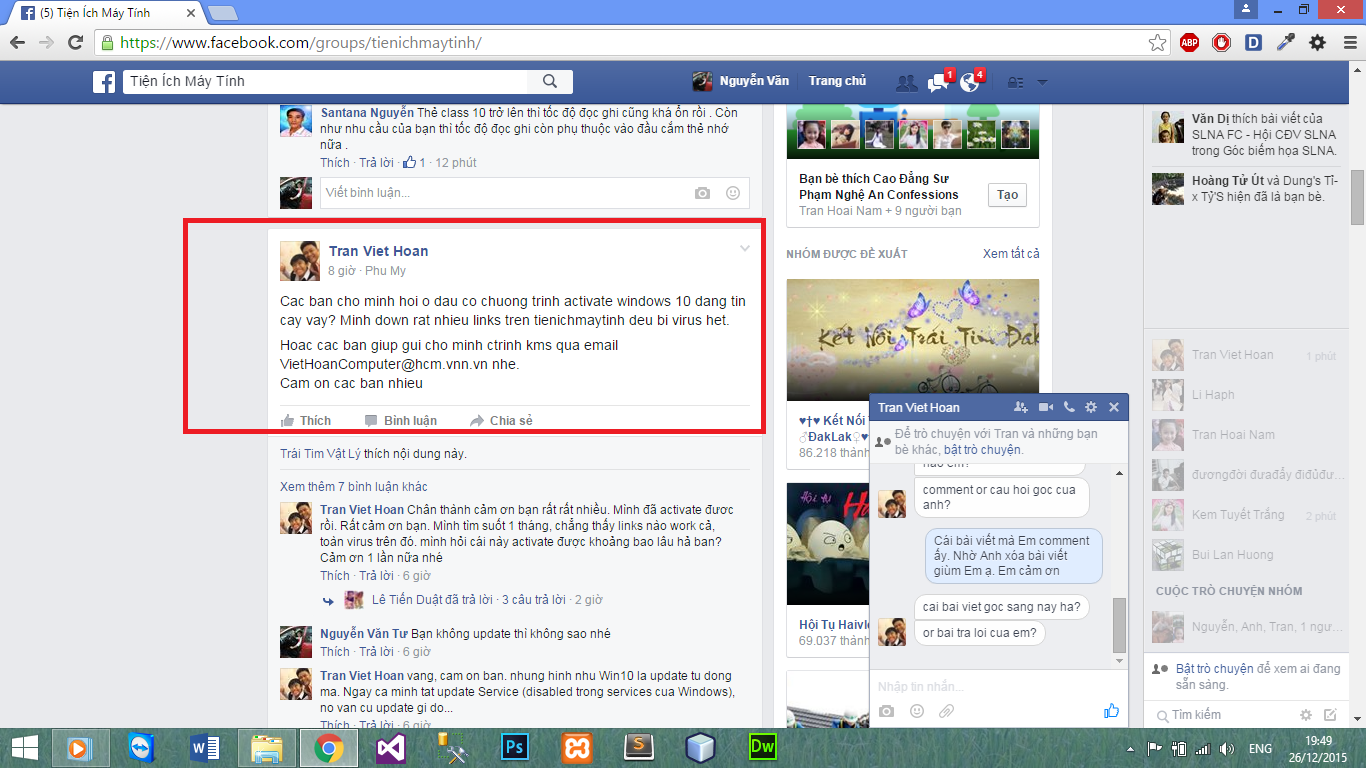 (5) Tiện Ích Máy Tính
https://www.facebook.com/groups/tienichmaytinh/
ABP
D
Tiện Ích Máy Tính
Nguyễn Văn
Trang chủ
1
4
Santana Nguyễn Thẻ class 10 trở lên thì tốc độ đọc ghi cũng khá ổn rồi . Còn
như nhu cầu của bạn thì tốc độ đọc ghi còn phụ thuộc vào đầu cắm thẻ nhớ
nữa .
Thích · Trả lời · 1 · 12 phút
Viết bình luận...
Tran Viet Hoan
8 giờ · Phu My
Cac ban cho minh hoi o dau co chuong trinh activate windows 10 dang tin
cay vay? Minh down rat nhieu links tren tienichmaytinh deu bi virus het.
Hoac cac ban giup gui cho minh ctrinh kms qua email
VietHoanComputer@hcm.vnn.vn nhe.
Cam on cac ban nhieu
Thích Bình luận Chia sẻ
Trái Tim Vật Lý thích nội dung này.
Xem thêm 7 bình luận khác
Tran Viet Hoan Chân thành cảm ơn bạn rất rất nhiều. Mình đã activate được
rồi. Rất cảm ơn bạn. Mình tìm suốt 1 tháng, chẳng thấy links nào work cả,
toàn virus trên đó. mình hỏi cái này activate được khoảng bao lâu hả ban?
Cảm ơn 1 lần nữa nhé
Thích · Trả lời · 6 giờ
Lê Tiến Duật đã trả lời · 3 câu trả lời · 2 giờ
Nguyễn Văn Tư Bạn không update thì không sao nhé
Thích · Trả lời · 6 giờ
Tran Viet Hoan vang, cam on ban. nhung hinh nhu Win10 la update tu dong
ma. Ngay ca minh tat update Service (disabled trong services cua Windows),
no van cu update gi do...
Thích · Trả lời · 6 giờ
Bạn bè thích Cao Đẳng Sư
Phạm Nghệ An Confessions
Tran Hoai Nam + 9 người bạn
Tạo
NHÓM ĐƯỢC ĐỀ XUẤT
Xem tất cả
Kết Nối Trái Tim Đak
♥†♥ Kết Nối
♂ĐakLak♀♥
86.218 thành
Hội tụ
Hội Tụ Haivl
69.037 thành
Văn Dị thích bài viết của
SLNA FC - Hội CĐV SLNA
trong Góc biếm họa SLNA.
Hoàng Tử Út và Dung's Tĩ-
x Tỷ'S hiện đã là bạn bè.
Tran Viet Hoan 1 phút
Li Haph
Tran Hoai Nam
đươngđời đưađẩy điđủđư...
Kem Tuyết Trắng 2 phút
Bui Lan Huong
CUỘC TRÒ CHUYỆN NHÓM
Nguyễn, Anh, Tran, 1 ngư...
Bật trò chuyện để xem ai đang
sẵn sàng.
Tìm kiếm
Tran Viet Hoan
Để trò chuyện với Tran và những bạn
bè khác, bật trò chuyện.
nao em?
comment or cau hoi goc cua
anh?
Cái bài viết mà Em comment
ấy. Nhờ Anh xóa bài viết
giùm Em ạ. Em cảm ơn
cai bai viet goc sang nay ha?
or bai tra loi cua em?
Nhập tin nhắn...
Ps
S
Dw
ENG
19:49
26/12/2015